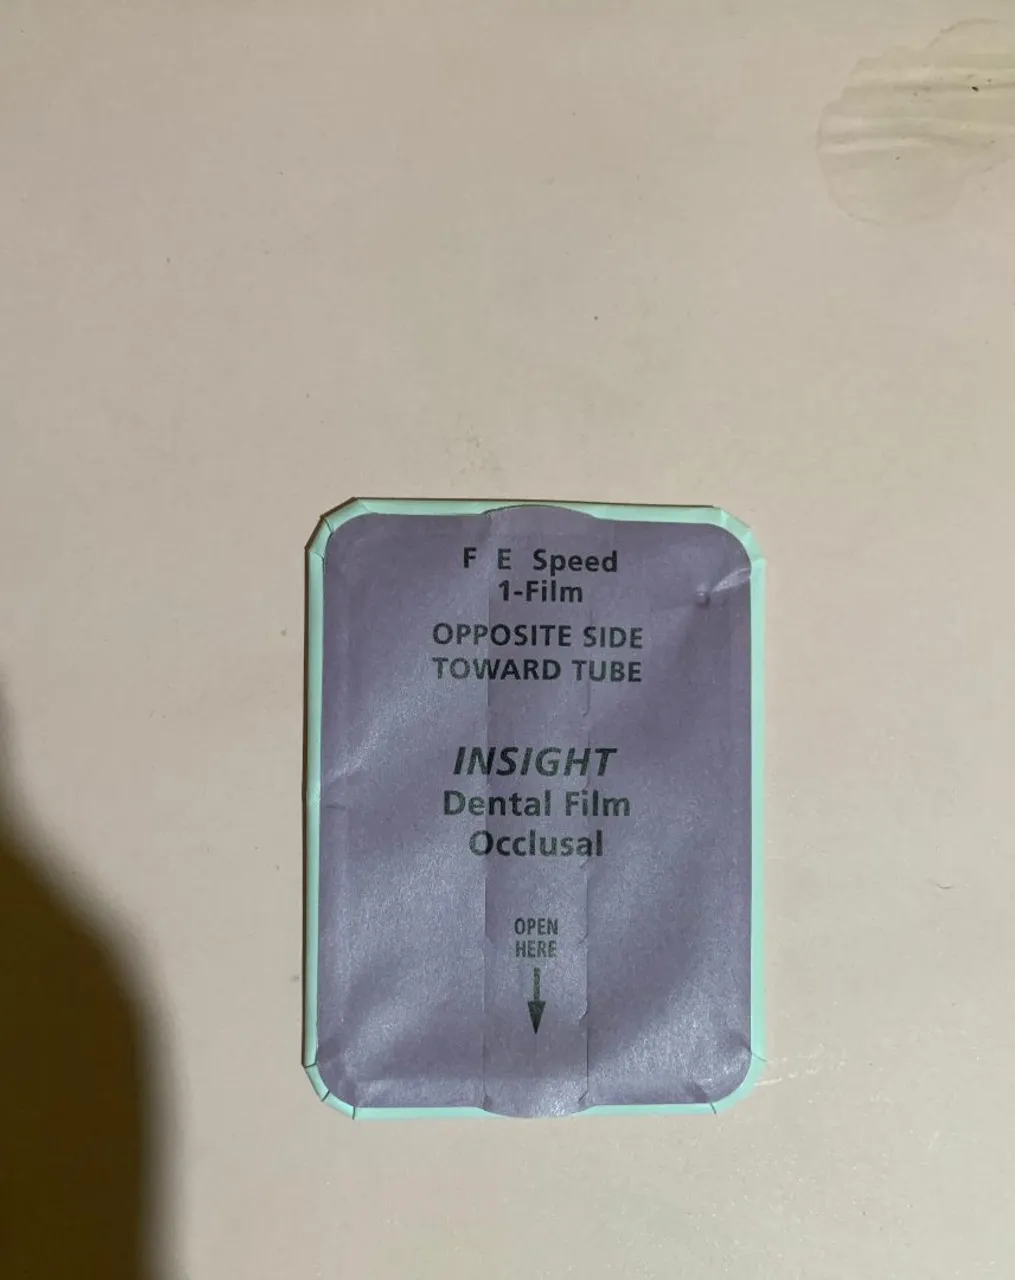 F E Speed
1-Film
OPPOSITE SIDE
TOWARD TUBE
INSIGHT
Dental Film
Occlusal
OPEN
HERE